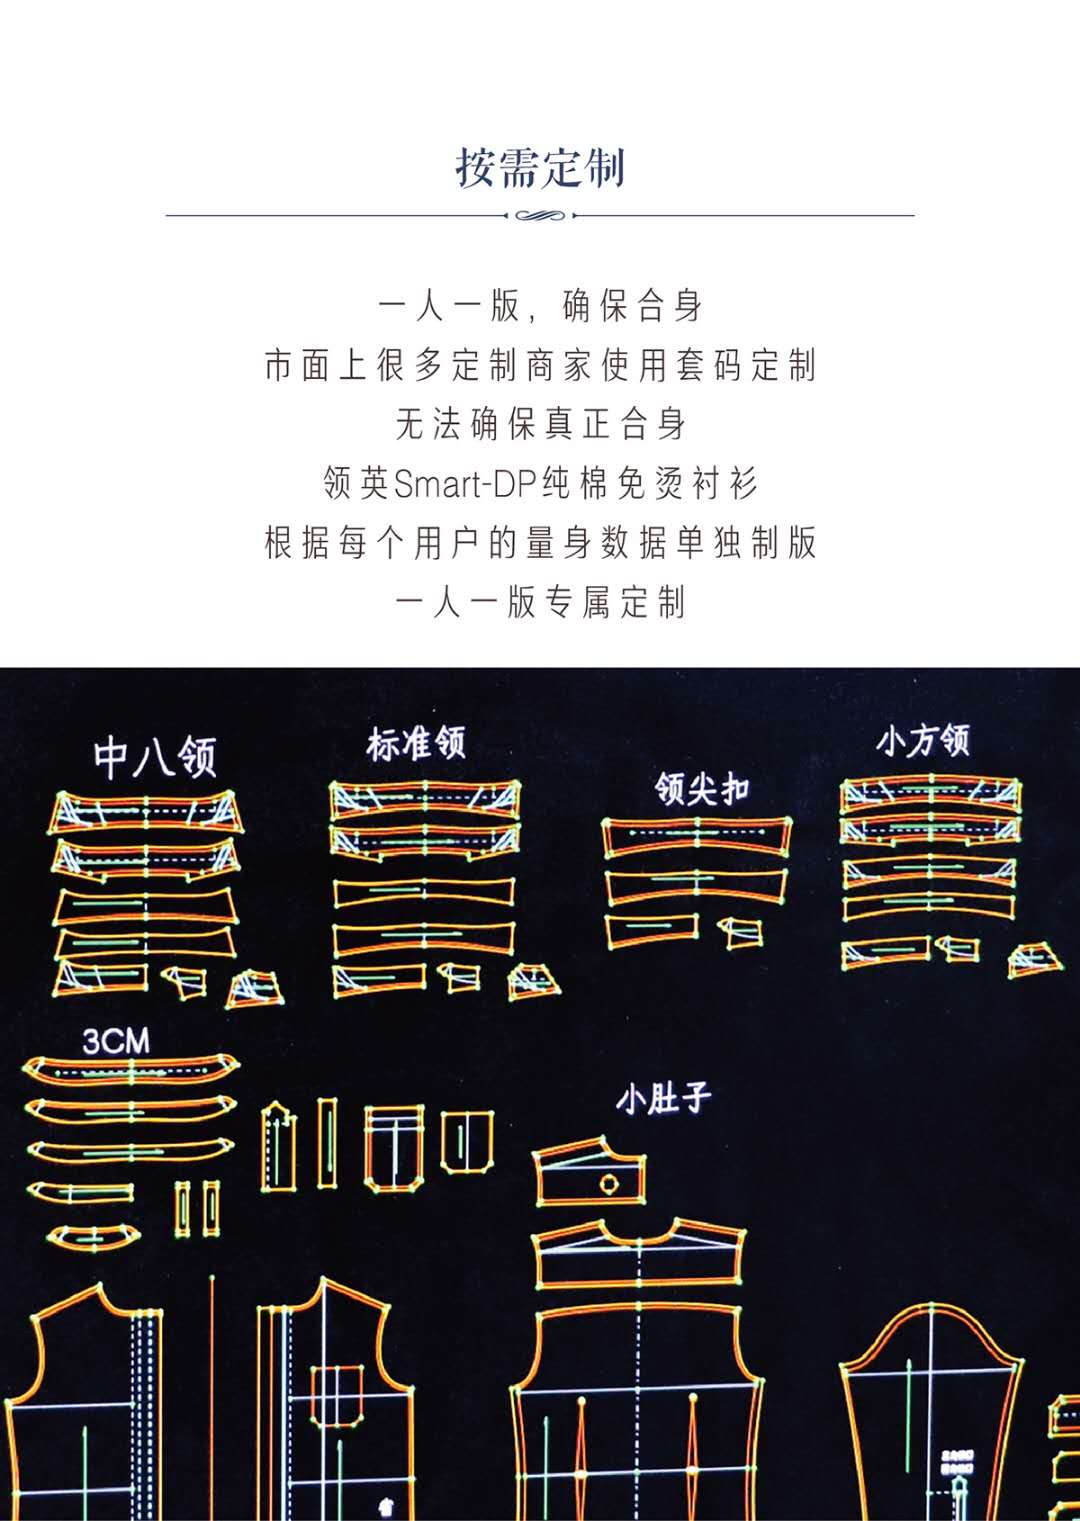 按需定制
一人一版，确保合身
市面上很多定制商家使用套码定制
无法确保真正合身
领英Smart-DP纯棉免烫衬衫
根据每个用户的量身数据单独制版
一人一版专属定制
中八领
标准领
领尖扣
小方领
3CM
小肚子